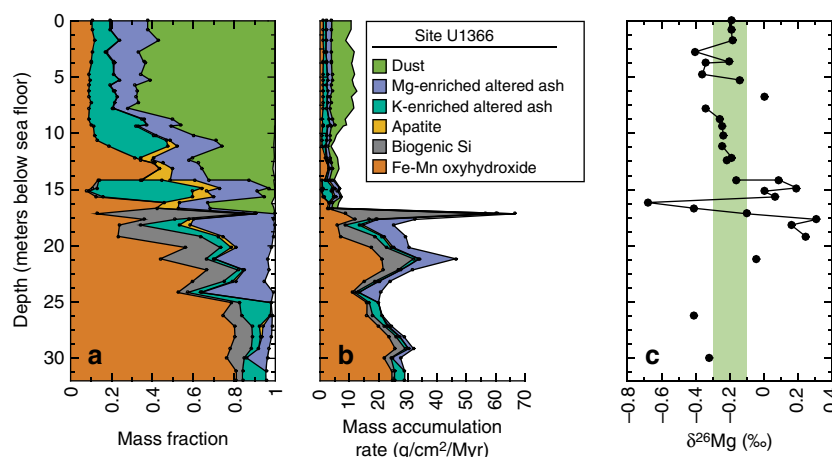 Site U1366
Dust
Mg-enriched altered ash
K-enriched altered ash
Apatite
Biogenic Si
Fe-Mn oxyhydroxide
Depth (meters below sea floor)
0
5
10
15
20
25
30
a
0 0.2 0.4 0.6 0.8 1
Mass fraction
b
0 10 20 30 40 50 60 70
Mass accumulation
rate (g/cm²/Myr)
c
−0.8 −0.6 −0.4 −0.2 0 0.2 0.4
δ²⁶Mg (‰)